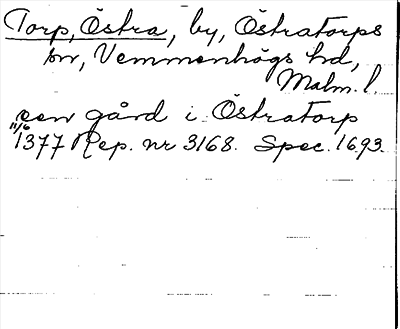 Torp, Östra, by, Östratorps
sn, Vemmenhögs hd,
Malm. l.
"een gård i Östratorp
11/6
1377 Rep. nr 3168. Spec. 1693.